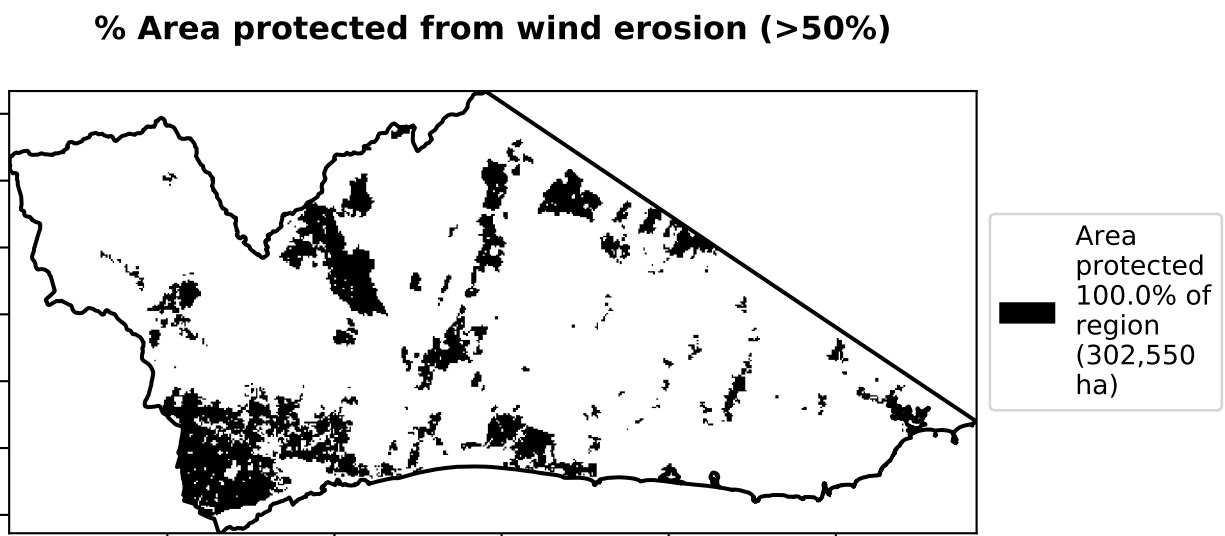 % Area protected from wind erosion (>50%)
Area
protected
100.0% of
region
(302,550
ha)